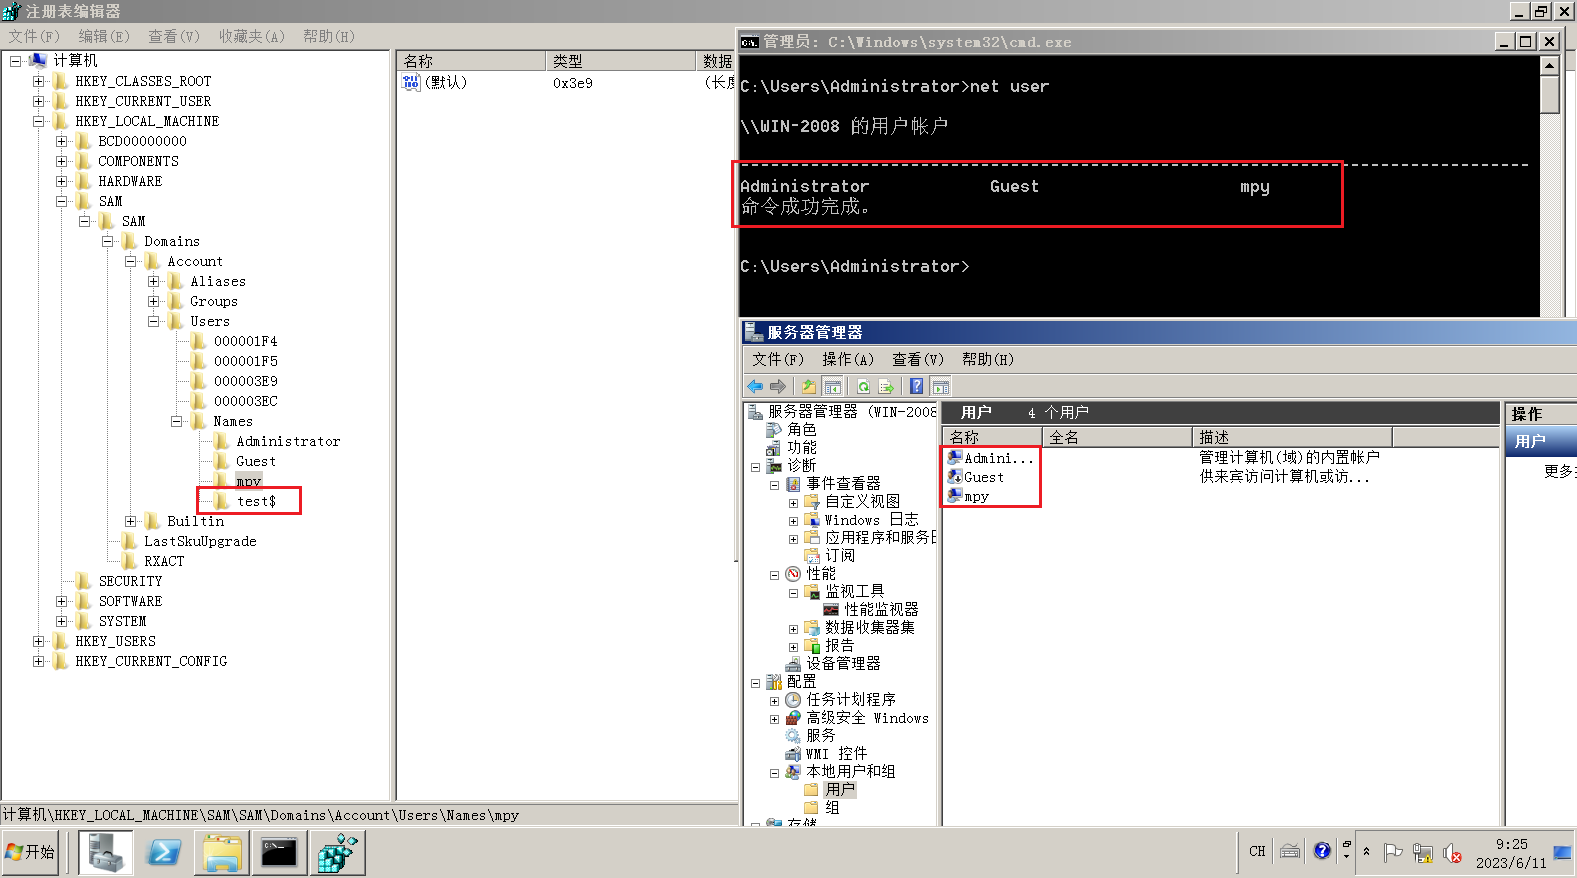 注册表编辑器
文件(F) 编辑(E) 查看(V) 收藏夹(A) 帮助(H)
计算机
HKEY_CLASSES_ROOT
HKEY_CURRENT_USER
HKEY_LOCAL_MACHINE
BCD00000000
COMPONENTS
HARDWARE
SAM
SAM
Domains
Account
Aliases
Groups
Users
000001F4
000001F5
000003E9
000003EC
Names
Administrator
Guest
mpy
test$
Builtin
LastSkuUpgrade
RXACT
SECURITY
SOFTWARE
SYSTEM
HKEY_USERS
HKEY_CURRENT_CONFIG
名称 类型 数据
(默认) 0x3e9 (长度
管理员: C:\Windows\system32\cmd.exe
C:\Users\Administrator>net user
\\WIN-2008 的用户帐户
-------------------------------------------------------------------------------
Administrator Guest mpy
命令成功完成。
C:\Users\Administrator>
服务器管理器
文件(F) 操作(A) 查看(V) 帮助(H)
服务器管理器 (WIN-2008
角色
功能
诊断
事件查看器
自定义视图
Windows 日志
应用程序和服务日
订阅
性能
监视工具
性能监视器
数据收集器集
报告
设备管理器
配置
任务计划程序
高级安全 Windows
服务
WMI 控件
本地用户和组
用户
组
存储
用户 4 个用户
名称 全名 描述
Admini... 管理计算机(域)的内置帐户
Guest 供来宾访问计算机或访...
mpy
操作
用户
更多
计算机\HKEY_LOCAL_MACHINE\SAM\SAM\Domains\Account\Users\Names\mpy
开始
CH
9:25
2023/6/11